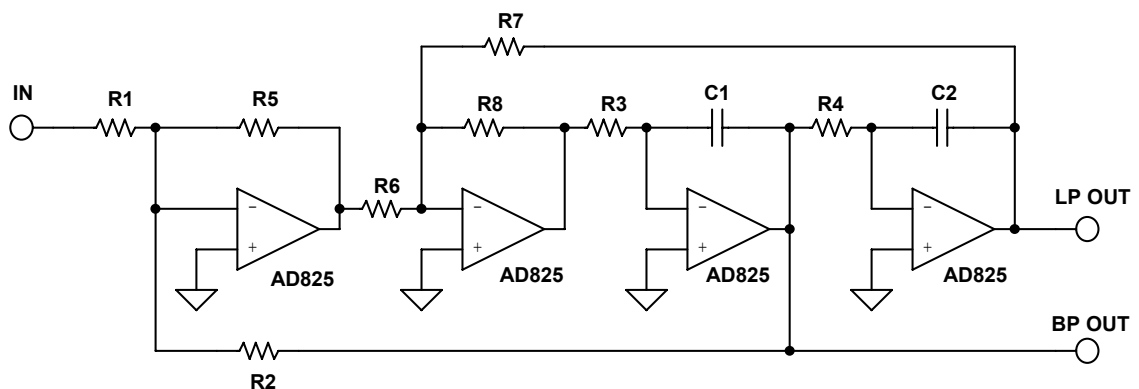 R7
IN
R1
R5
R8
R3
C1
R4
C2
R6
−
+
AD825
−
+
AD825
−
+
AD825
−
+
AD825
LP OUT
BP OUT
R2